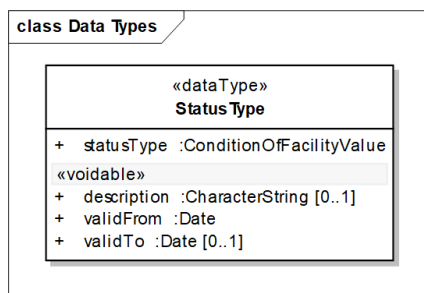 class Data Types
«dataType»
StatusType
+ statusType :ConditionOfFacilityValue
«voidable»
+ description :CharacterString [0..1]
+ validFrom :Date
+ validTo :Date [0..1]